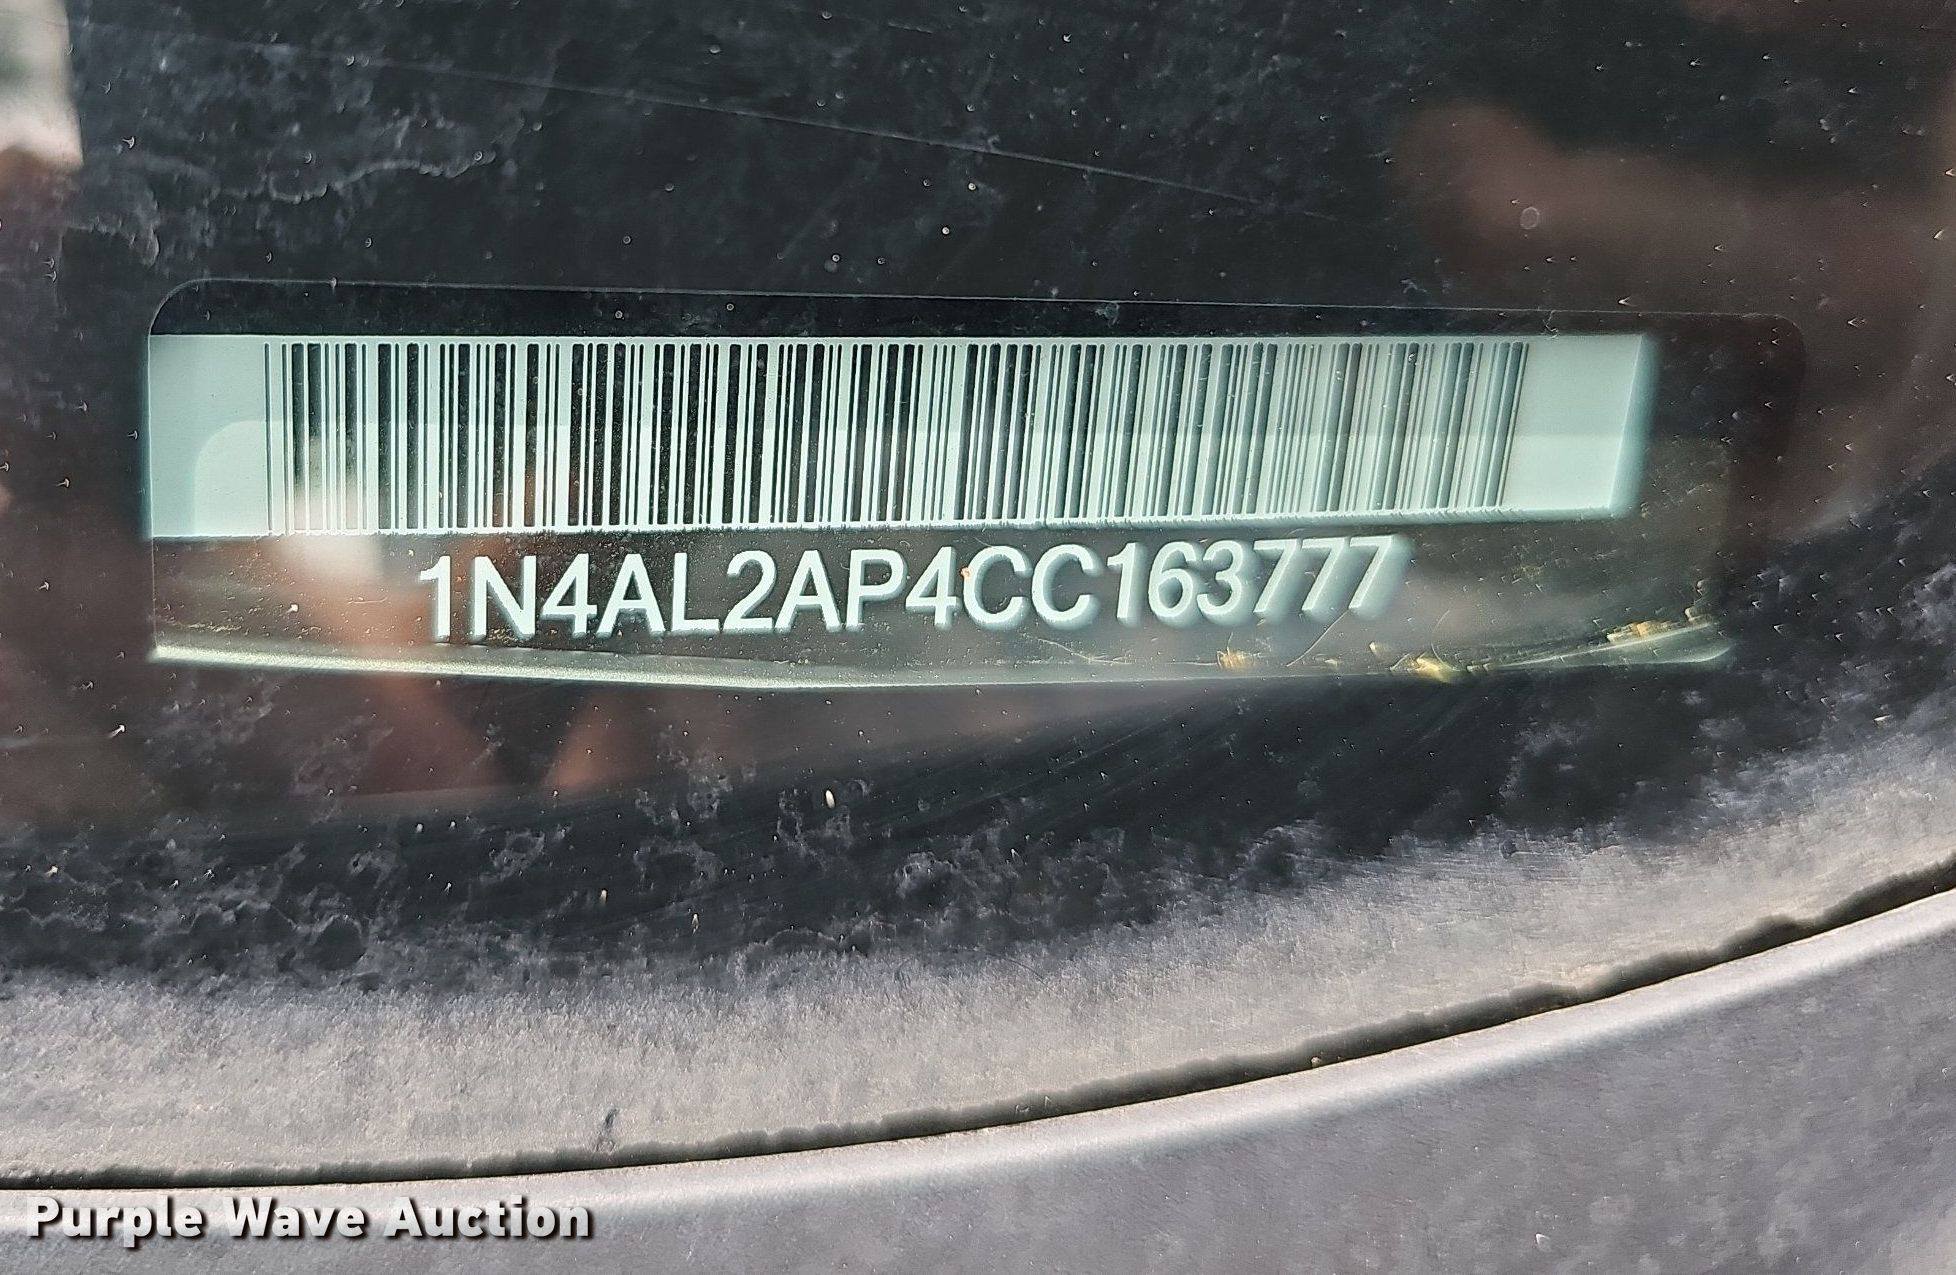 1N4AL2AP4CC163777
Purple Wave Auction